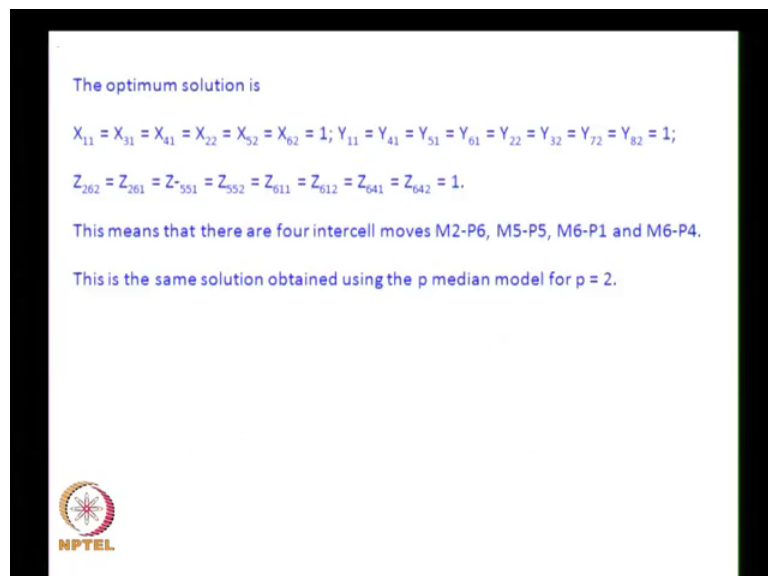 The optimum solution is
X11 = X31 = X41 = X22 = X52 = X62 = 1; Y11 = Y41 = Y51 = Y61 = Y22 = Y32 = Y72 = Y82 = 1;
Z262 = Z261 = Z-551 = Z552 = Z611 = Z612 = Z641 = Z642 = 1.
This means that there are four intercell moves M2-P6, M5-P5, M6-P1 and M6-P4.
This is the same solution obtained using the p median model for p = 2.
NPTEL